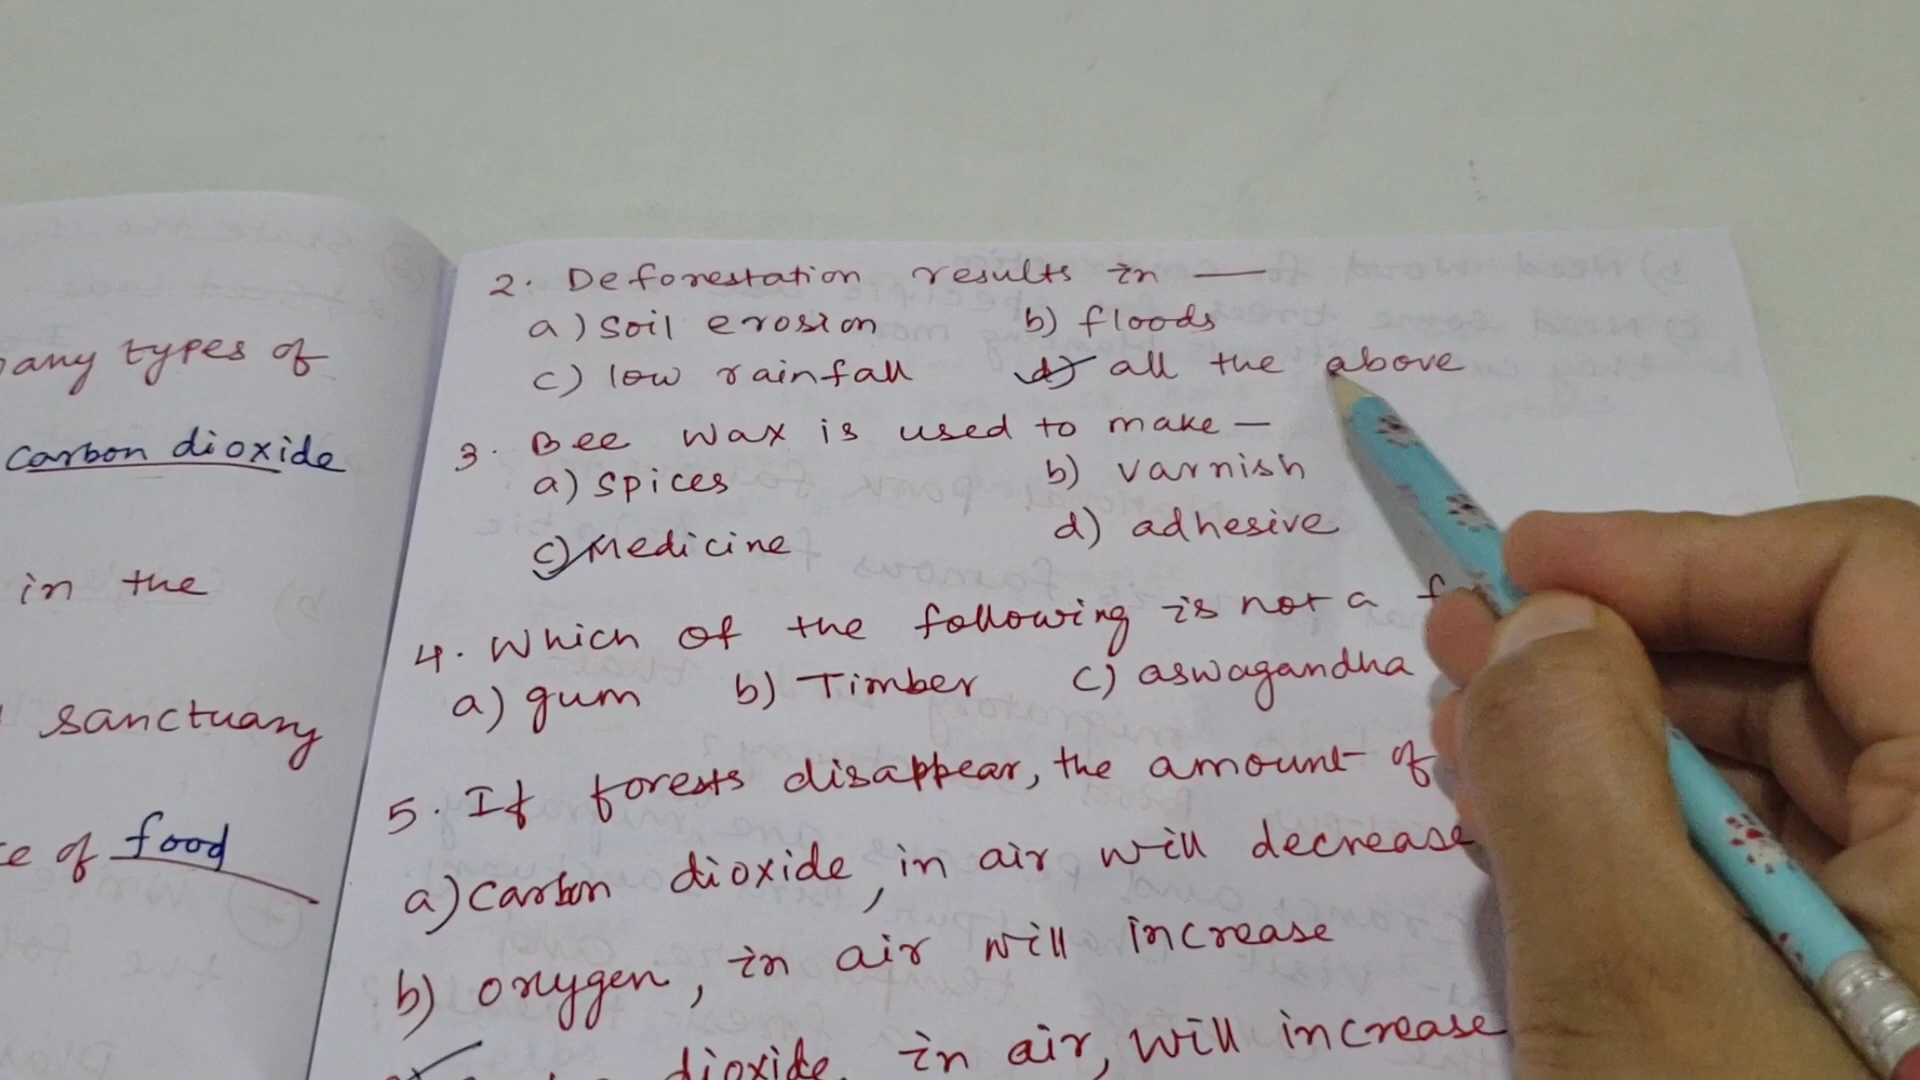 any types of
carbon dioxide
in the
sanctuary
of food
2. Deforestation results in —
a) soil erosion b) floods
c) low rainfall d) all the above
3. Bee wax is used to make —
a) spices b) varnish
c) Medicine d) adhesive
4. Which of the following is not a
a) gum b) Timber c) aswagandha
5. If forests disappear, the amount of
a) carbon dioxide, in air will decrease
b) oxygen, in air will increase
dioxide, in air, will increase